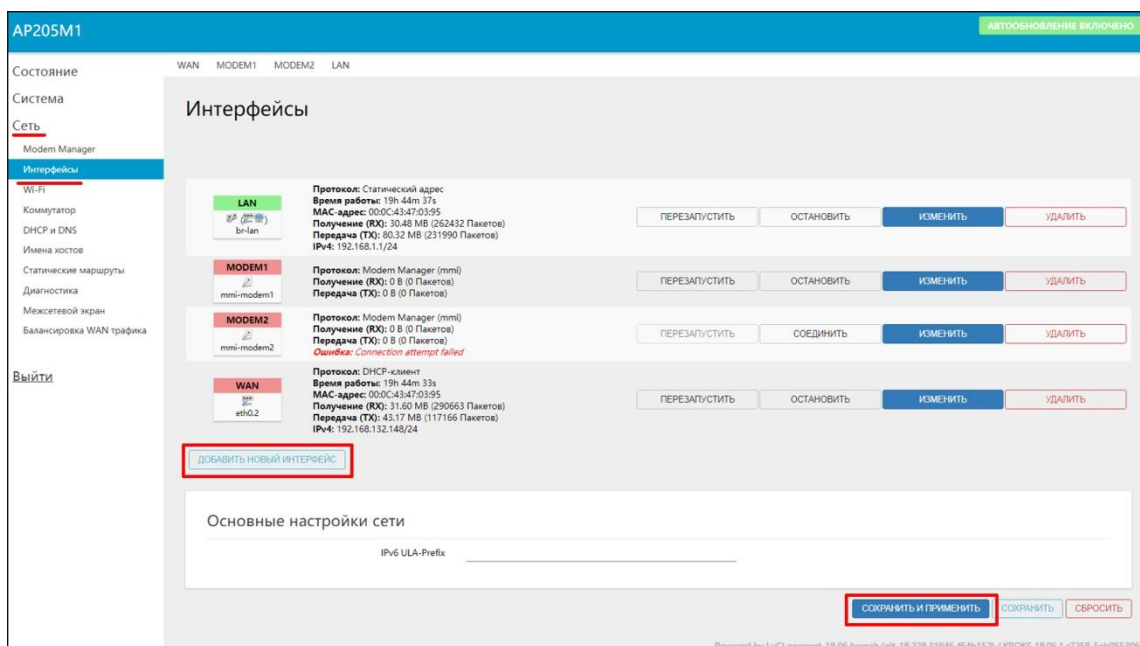 AP205M1
АВТООБНОВЛЕНИЕ ВКЛЮЧЕНО
Состояние
Система
Сеть
Modem Manager
Интерфейсы
Wi-Fi
Коммутатор
DHCP и DNS
Имена хостов
Статические маршруты
Диагностика
Межсетевой экран
Балансировка WAN трафика
Выйти
WAN MODEM1 MODEM2 LAN
Интерфейсы
LAN
br-lan
Протокол: Статический адрес
Время работы: 19h 44m 37s
MAC-адрес: 00:0C:43:47:03:95
Получение (RX): 30.48 MB (262432 Пакетов)
Передача (TX): 80.32 MB (231990 Пакетов)
IPv4: 192.168.1.1/24
ПЕРЕЗАПУСТИТЬ ОСТАНОВИТЬ ИЗМЕНИТЬ УДАЛИТЬ
MODEM1
mmi-modem1
Протокол: Modem Manager (mmi)
Получение (RX): 0 B (0 Пакетов)
Передача (TX): 0 B (0 Пакетов)
ПЕРЕЗАПУСТИТЬ ОСТАНОВИТЬ ИЗМЕНИТЬ УДАЛИТЬ
MODEM2
mmi-modem2
Протокол: Modem Manager (mmi)
Получение (RX): 0 B (0 Пакетов)
Передача (TX): 0 B (0 Пакетов)
Ошибка: Connection attempt failed
ПЕРЕЗАПУСТИТЬ СОЕДИНИТЬ ИЗМЕНИТЬ УДАЛИТЬ
WAN
eth0.2
Протокол: DHCP-клиент
Время работы: 19h 44m 33s
MAC-адрес: 00:0C:43:47:03:95
Получение (RX): 31.60 MB (290663 Пакетов)
Передача (TX): 43.17 MB (117166 Пакетов)
IPv4: 192.168.132.148/24
ПЕРЕЗАПУСТИТЬ ОСТАНОВИТЬ ИЗМЕНИТЬ УДАЛИТЬ
ДОБАВИТЬ НОВЫЙ ИНТЕРФЕЙС
Основные настройки сети
IPv6 ULA-Prefix
СОХРАНИТЬ И ПРИМЕНИТЬ СОХРАНИТЬ СБРОСИТЬ